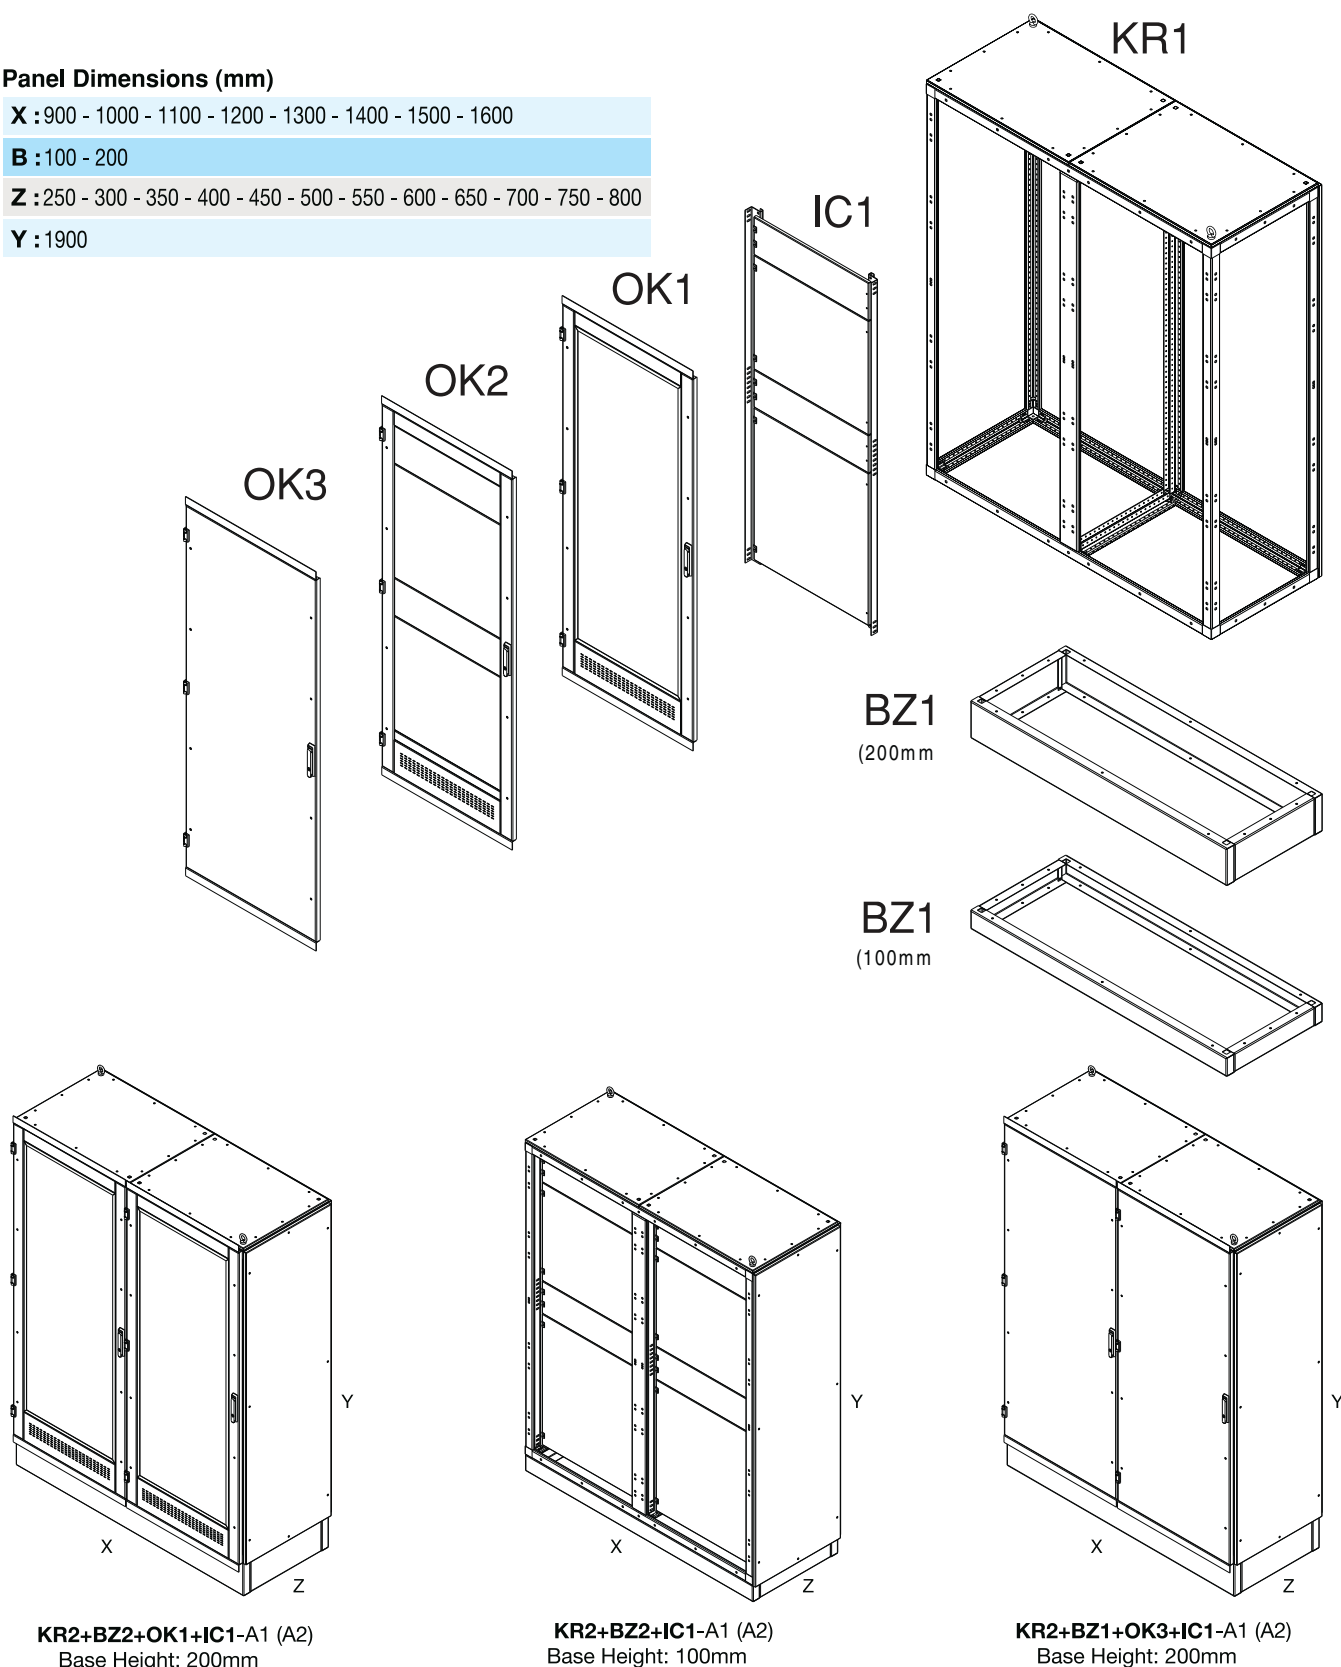 KR1
Panel Dimensions (mm)
X : 900 - 1000 - 1100 - 1200 - 1300 - 1400 - 1500 - 1600
B : 100 - 200
Z : 250 - 300 - 350 - 400 - 450 - 500 - 550 - 600 - 650 - 700 - 750 - 800
Y : 1900
IC1
OK1
OK2
OK3
BZ1
(200mm
BZ1
(100mm
Y
X
Z
Y
X
Z
Y
X
Z
KR2+BZ2+OK1+IC1-A1 (A2)
Base Height: 200mm
KR2+BZ2+IC1-A1 (A2)
Base Height: 100mm
KR2+BZ1+OK3+IC1-A1 (A2)
Base Height: 200mm